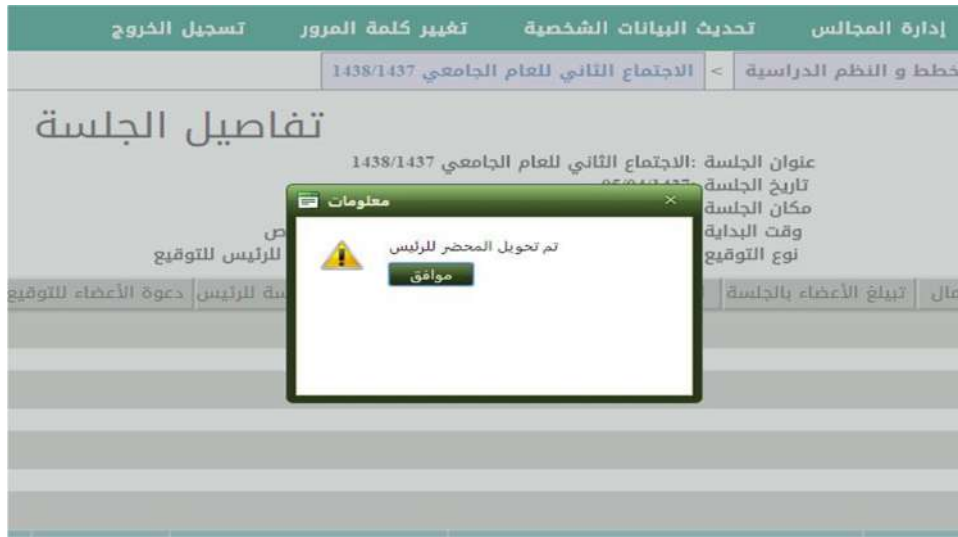 إدارة المجالس تحديث البيانات الشخصية تغيير كلمة المرور تسجيل الخروج
خطط و النظم الدراسية > الاجتماع الثاني للعام الجامعي 1438/1437
تفاصيل الجلسة
عنوان الجلسة :الاجتماع الثاني للعام الجامعي 1438/1437
تاريخ الجلسة
مكان الجلسة
وقت البداية
نوع التوقيع للرئيس للتوقيع
معلومات
تم تحويل المحضر للرئيس
موافق
تبيلغ الأعضاء بالجلسة للرئيس دعوة الأعضاء للتوقيع